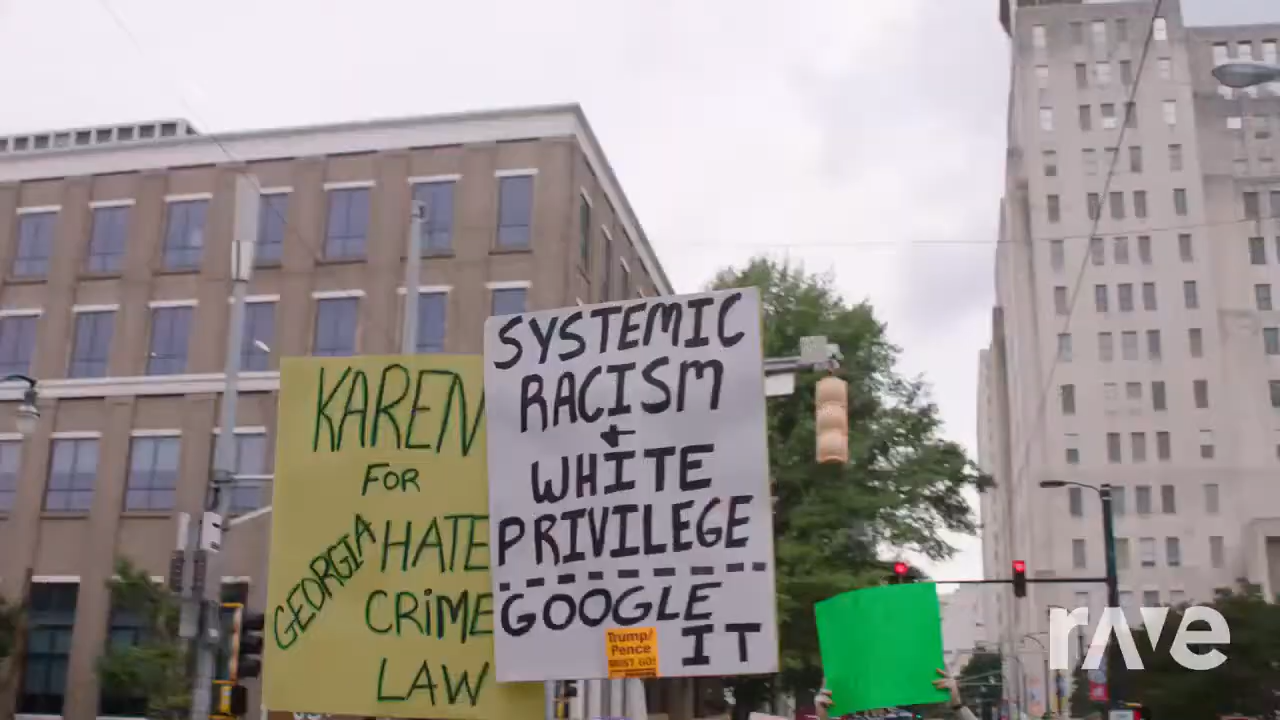 KAREN
FOR
GEORGIA HATE
CRiME
LAW
SYSTEMIC
RACISM
+
WHITE
PRIVILEGE
GOOGLE
IT
Trump/
Pence
MUST GO!
rave